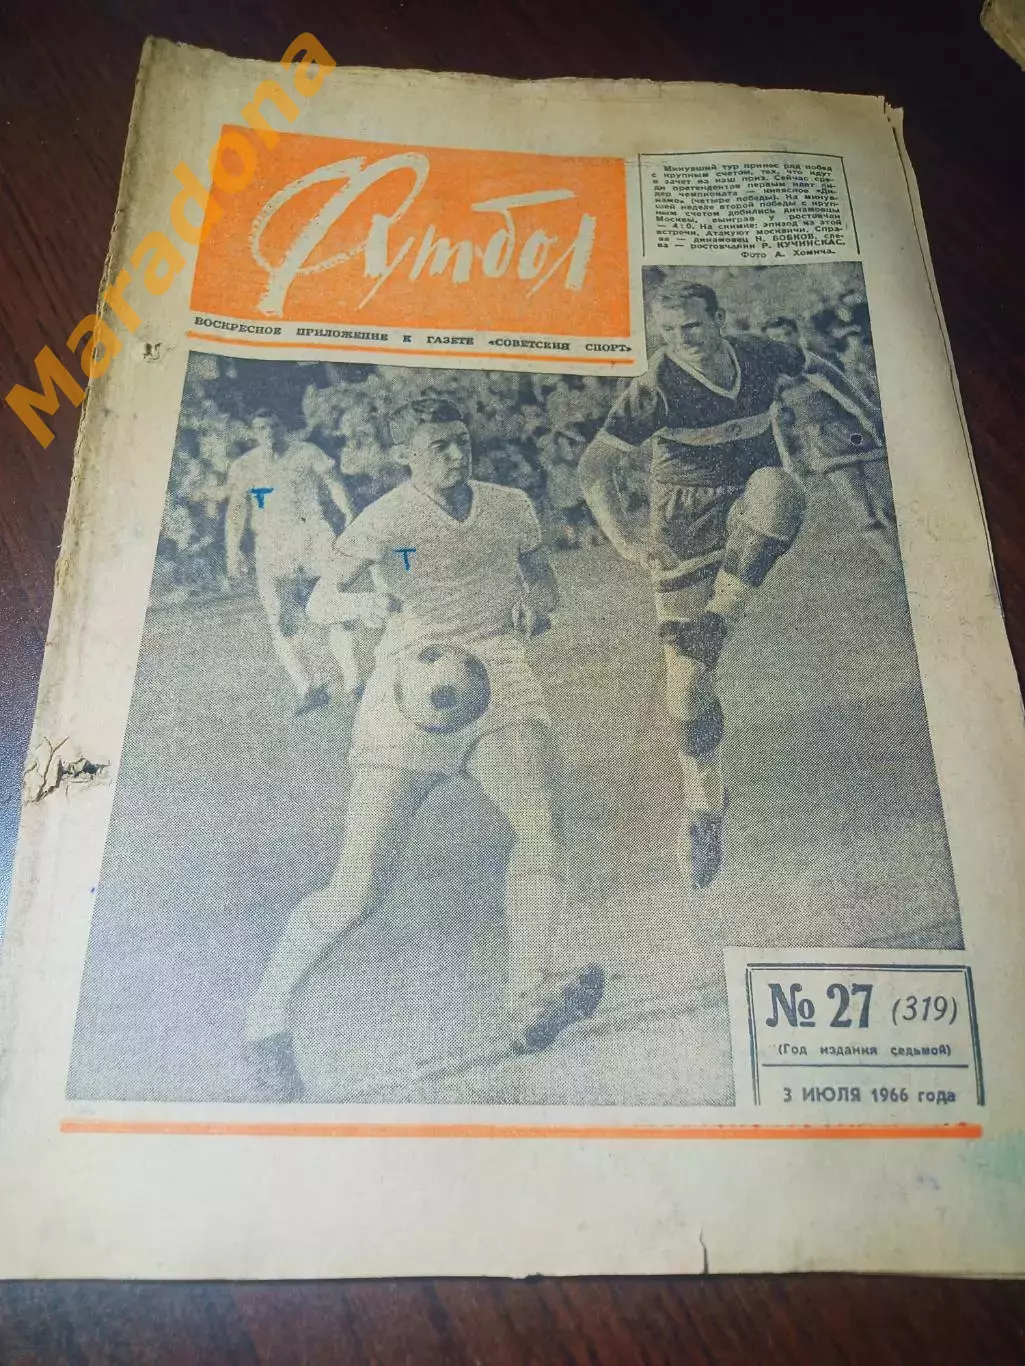 Maradona
Футбол
ВОСКРЕСНОЕ ПРИЛОЖЕНИЕ К ГАЗЕТЕ «СОВЕТСКИЙ СПОРТ»
Минувший тур принес ряд побед
с крупным счетом, тех, что идут
в зачет на наш приз. Сейчас сре-
ди претендентов первым идет ли-
дер чемпионата — киевское «Ди-
намо» (четыре победы). На мину-
вшей неделе второй победы с круп-
ным счетом добились динамовцы
Москвы, выиграв у ростовчан
— 4:0. На снимке: эпизод из этой
встречи. Атакуют москвичи. Спра-
ва — динамовец Н. БОБКОВ, сле-
ва — ростовчанин Р. КУЧИНСКАС.
Фото А. Хомича.
Т
Т
№ 27 (319)
(Год издания седьмой)
3 ИЮЛЯ 1966 года